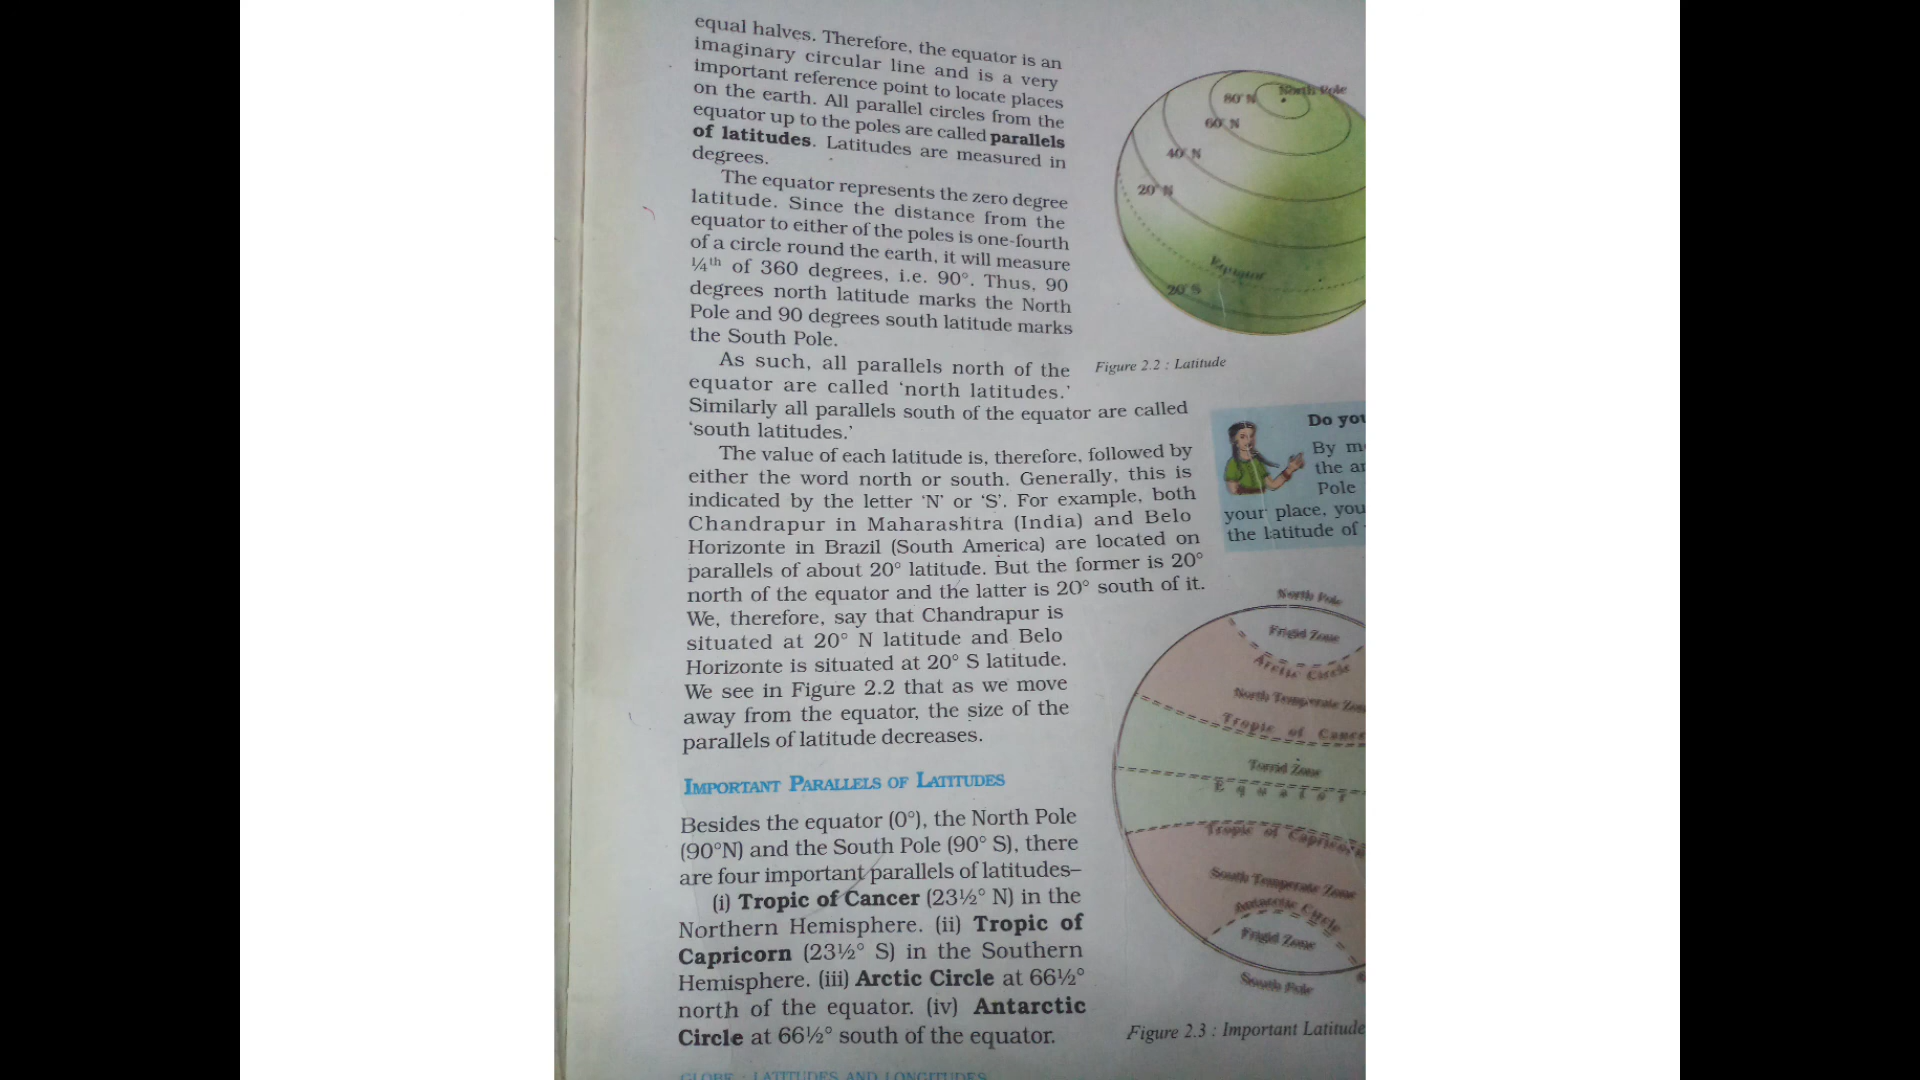 equal halves. Therefore, the equator is an
imaginary circular line and is a very
important reference point to locate places
on the earth. All parallel circles from the
equator up to the poles are called parallels
of latitudes. Latitudes are measured in
degrees.
The equator represents the zero degree
latitude. Since the distance from the
equator to either of the poles is one-fourth
of a circle round the earth, it will measure
¼th of 360 degrees, i.e. 90°. Thus, 90
degrees north latitude marks the North
Pole and 90 degrees south latitude marks
the South Pole.
As such, all parallels north of the
equator are called ‘north latitudes.’
Similarly all parallels south of the equator are called
‘south latitudes.’
The value of each latitude is, therefore, followed by
either the word north or south. Generally, this is
indicated by the letter ‘N’ or ‘S’. For example, both
Chandrapur in Maharashtra (India) and Belo
Horizonte in Brazil (South America) are located on
parallels of about 20° latitude. But the former is 20°
north of the equator and the latter is 20° south of it.
We, therefore, say that Chandrapur is
situated at 20° N latitude and Belo
Horizonte is situated at 20° S latitude.
We see in Figure 2.2 that as we move
away from the equator, the size of the
parallels of latitude decreases.
IMPORTANT PARALLELS OF LATITUDES
Besides the equator (0°), the North Pole
(90°N) and the South Pole (90° S), there
are four important parallels of latitudes–
(i) Tropic of Cancer (23½° N) in the
Northern Hemisphere. (ii) Tropic of
Capricorn (23½° S) in the Southern
Hemisphere. (iii) Arctic Circle at 66½°
north of the equator. (iv) Antarctic
Circle at 66½° south of the equator.
GLOBE : LATITUDES AND LONGITUDES
North Pole
80° N
60° N
40° N
20° N
Equator
20° S
Figure 2.2 : Latitude
Do you
By m
the a
Pole
your place, you
the latitude of
North Pole
Frigid Zone
Arctic Circle
North Temperate Zone
Tropic of Cance
Torrid Zone
Equator
Tropic of Capricorn
South Temperate Zone
Antarctic Circle
Frigid Zone
South Pole
Figure 2.3 : Important Latitude